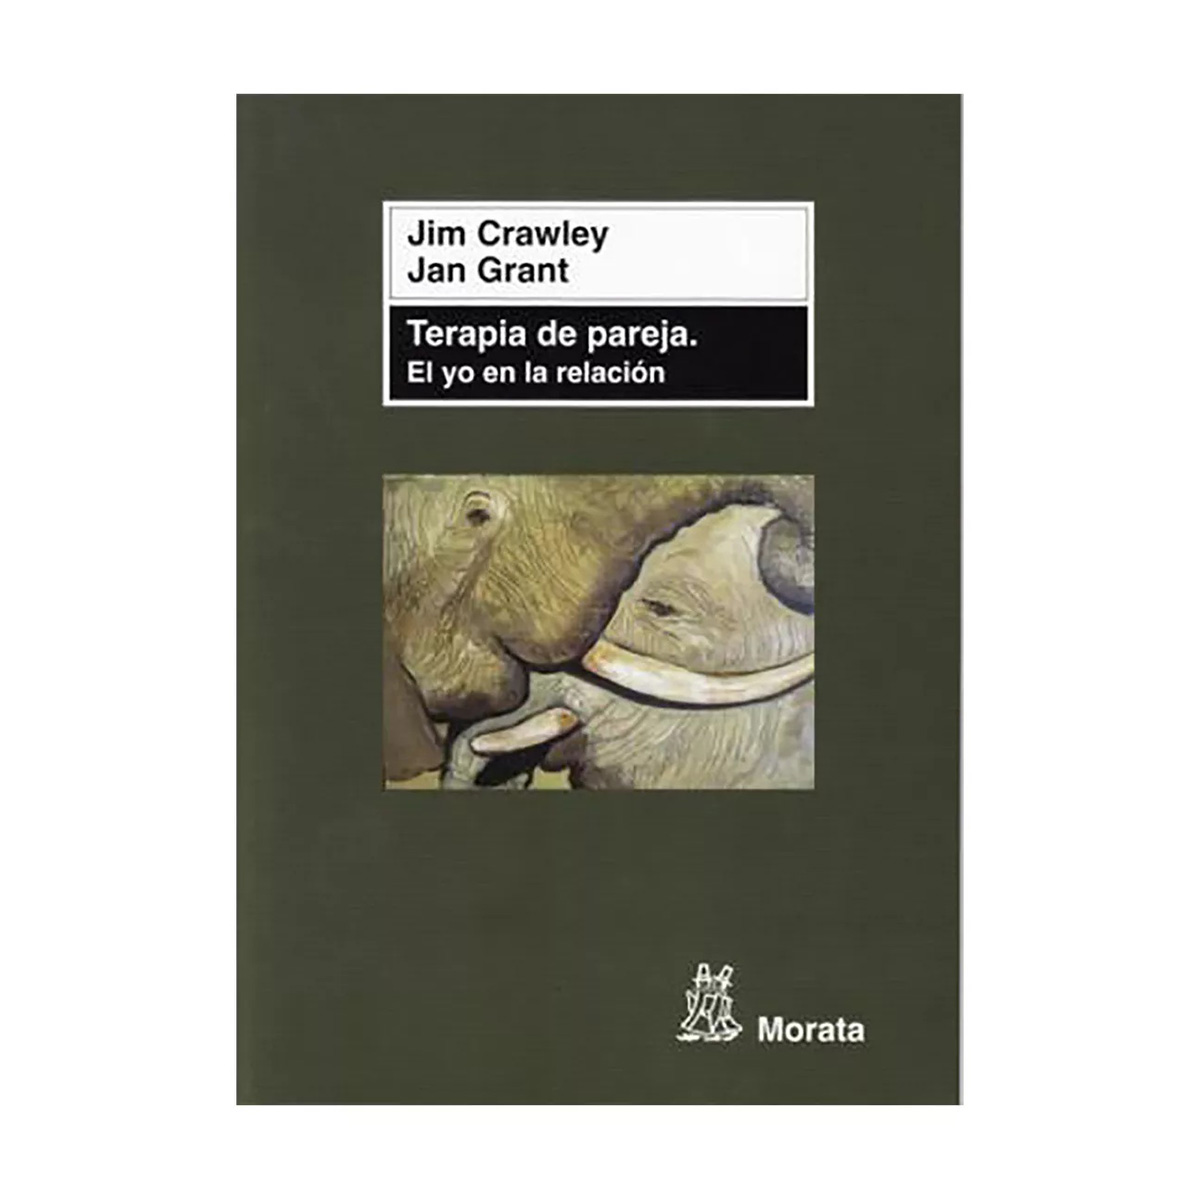 Jim Crawley
Jan Grant
Terapia de pareja.
El yo en la relación
Morata